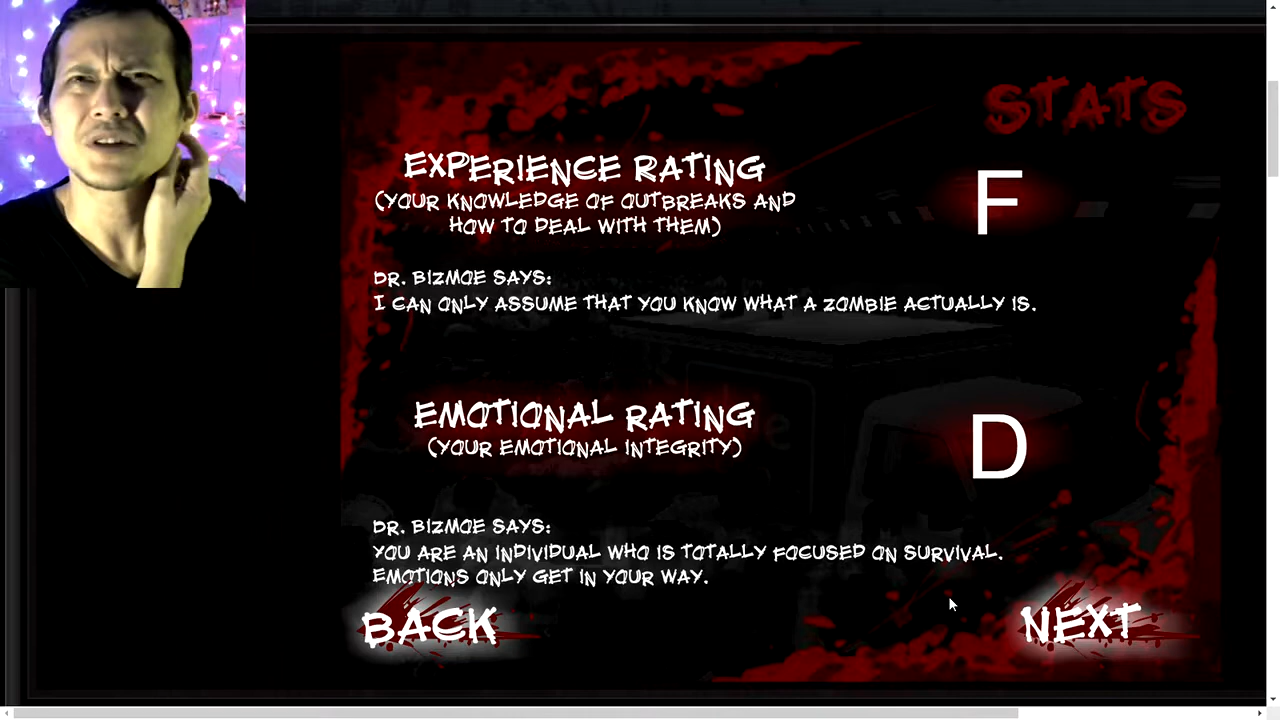 STATS
EXPERIENCE RATING
(YOUR KNOWLEDGE OF OUTBREAKS AND
HOW TO DEAL WITH THEM)
F
DR. BIZMOE SAYS:
I CAN ONLY ASSUME THAT YOU KNOW WHAT A ZOMBIE ACTUALLY IS.
EMOTIONAL RATING
(YOUR EMOTIONAL INTEGRITY)
D
DR. BIZMOE SAYS:
YOU ARE AN INDIVIDUAL WHO IS TOTALLY FOCUSED ON SURVIVAL.
EMOTIONS ONLY GET IN YOUR WAY.
BACK
NEXT